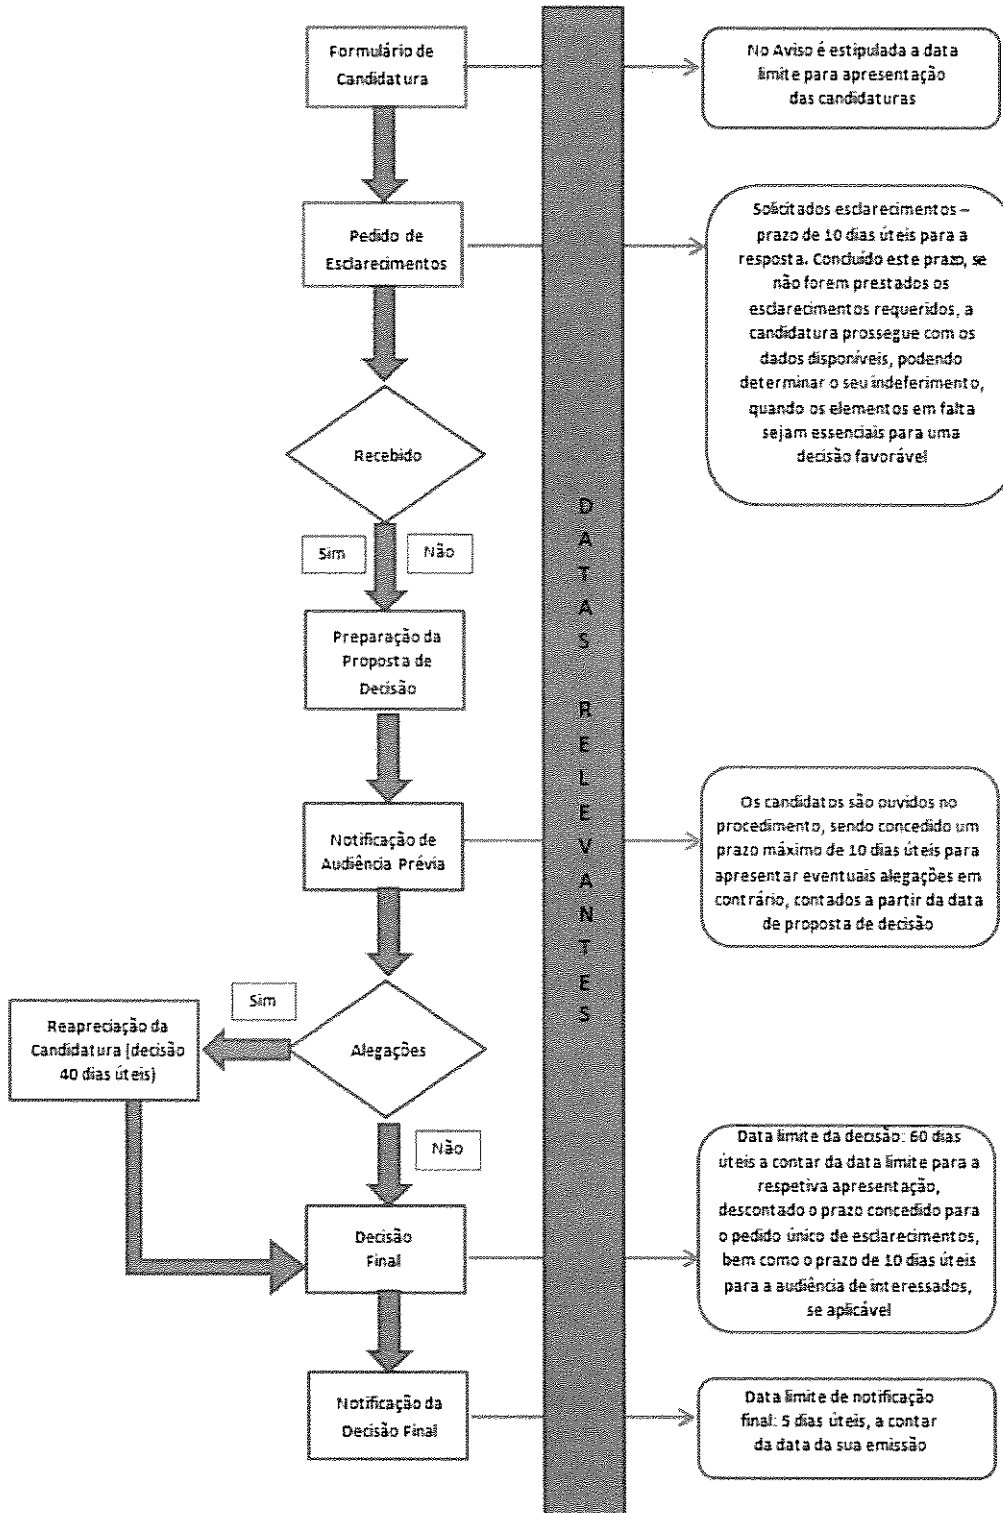 Formulário de
Candidatura
No Aviso é estipulada a data
limite para apresentação
das candidaturas
Pedido de
Esclarecimentos
Solicitados esclarecimentos –
prazo de 10 dias úteis para a
resposta. Concluído este prazo, se
não forem prestados os
esclarecimentos requeridos, a
candidatura prossegue com os
dados disponíveis, podendo
determinar o seu indeferimento,
quando os elementos em falta
sejam essenciais para uma
decisão favorável
Recebido
Sim
Não
Preparação da
Proposta de
Decisão
DATAS RELEVANTES
Notificação de
Audiência Prévia
Os candidatos são ouvidos no
procedimento, sendo concedido um
prazo máximo de 10 dias úteis para
apresentar eventuais alegações em
contrário, contados a partir da data
de proposta de decisão
Sim
Reapreciação da
Candidatura (decisão
40 dias úteis)
Alegações
Não
Decisão
Final
Data limite da decisão: 60 dias
úteis a contar da data limite para a
respetiva apresentação,
descontado o prazo concedido para
o pedido único de esclarecimentos,
bem como o prazo de 10 dias úteis
para a audiência de interessados,
se aplicável
Notificação da
Decisão Final
Data limite de notificação
final: 5 dias úteis, a contar
da data da sua emissão